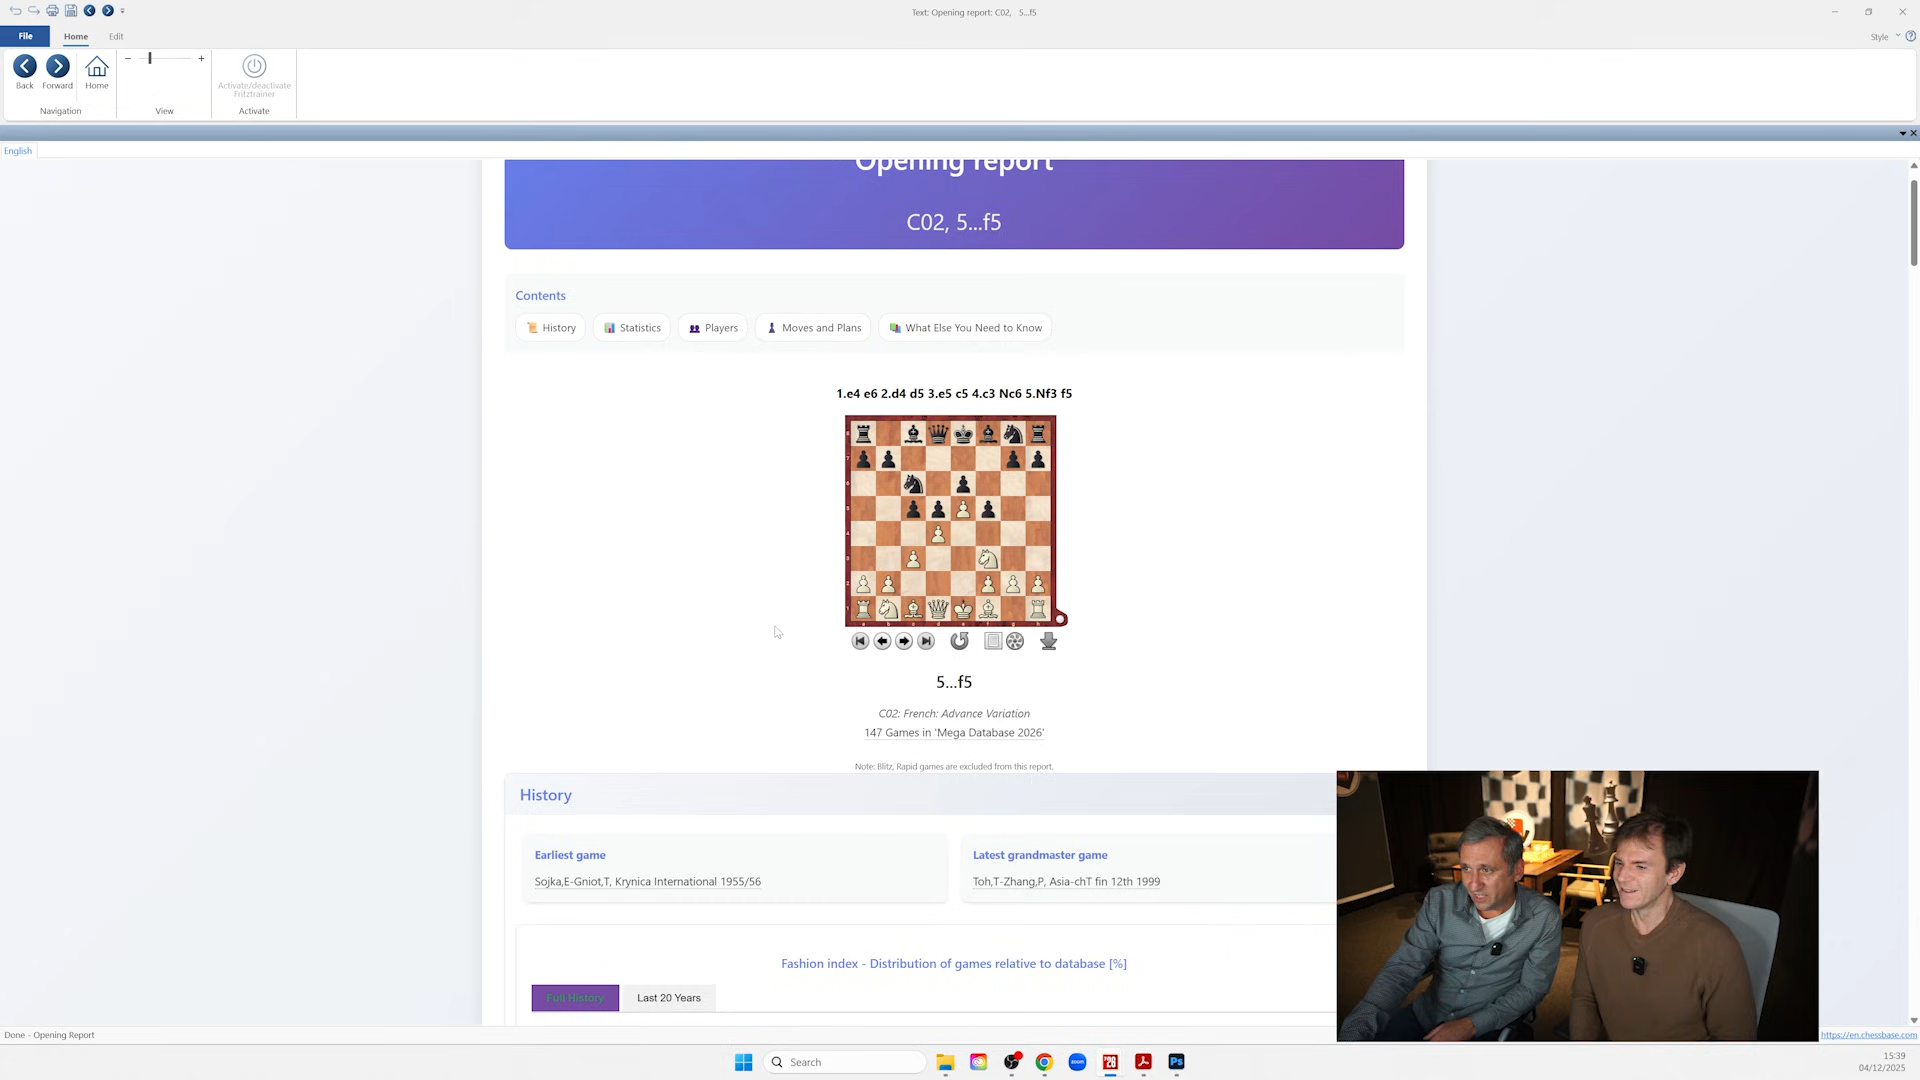 Text: Opening report: C02, 5...f5
File
Home
Edit
Style
Back
Forward
Home
Activate/deactivate
Fritztrainer
Navigation
View
Activate
English
Opening report
C02, 5...f5
Contents
History
Statistics
Players
Moves and Plans
What Else You Need to Know
1.e4 e6 2.d4 d5 3.e5 c5 4.c3 Nc6 5.Nf3 f5
5...f5
C02: French: Advance Variation
147 Games in 'Mega Database 2026'
Note: Blitz, Rapid games are excluded from this report.
History
Earliest game
Sojka,E-Gniot,T, Krynica International 1955/56
Latest grandmaster game
Toh,T-Zhang,P, Asia-chT fin 12th 1999
Fashion index - Distribution of games relative to database [%]
Full History
Last 20 Years
Done - Opening Report
https://en.chessbase.com
Search
zoom
'26
Ps
15:39
04/12/2025